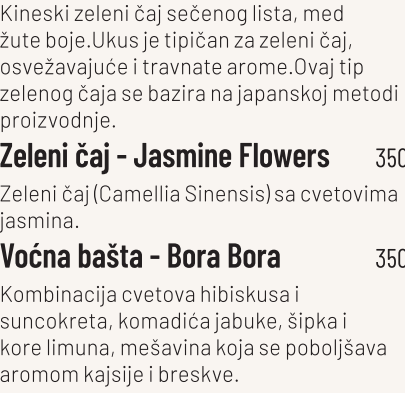 Kineski zeleni čaj sečenog lista, med
žute boje.Ukus je tipičan za zeleni čaj,
osvežavajuće i travnate arome.Ovaj tip
zelenog čaja se bazira na japanskoj metodi
proizvodnje.
Zeleni čaj - Jasmine Flowers 350
Zeleni čaj (Camellia Sinensis) sa cvetovima
jasmina.
Voćna bašta - Bora Bora 350
Kombinacija cvetova hibiskusa i
suncokreta, komadića jabuke, šipka i
kore limuna, mešavina koja se poboljšava
aromom kajsije i breskve.